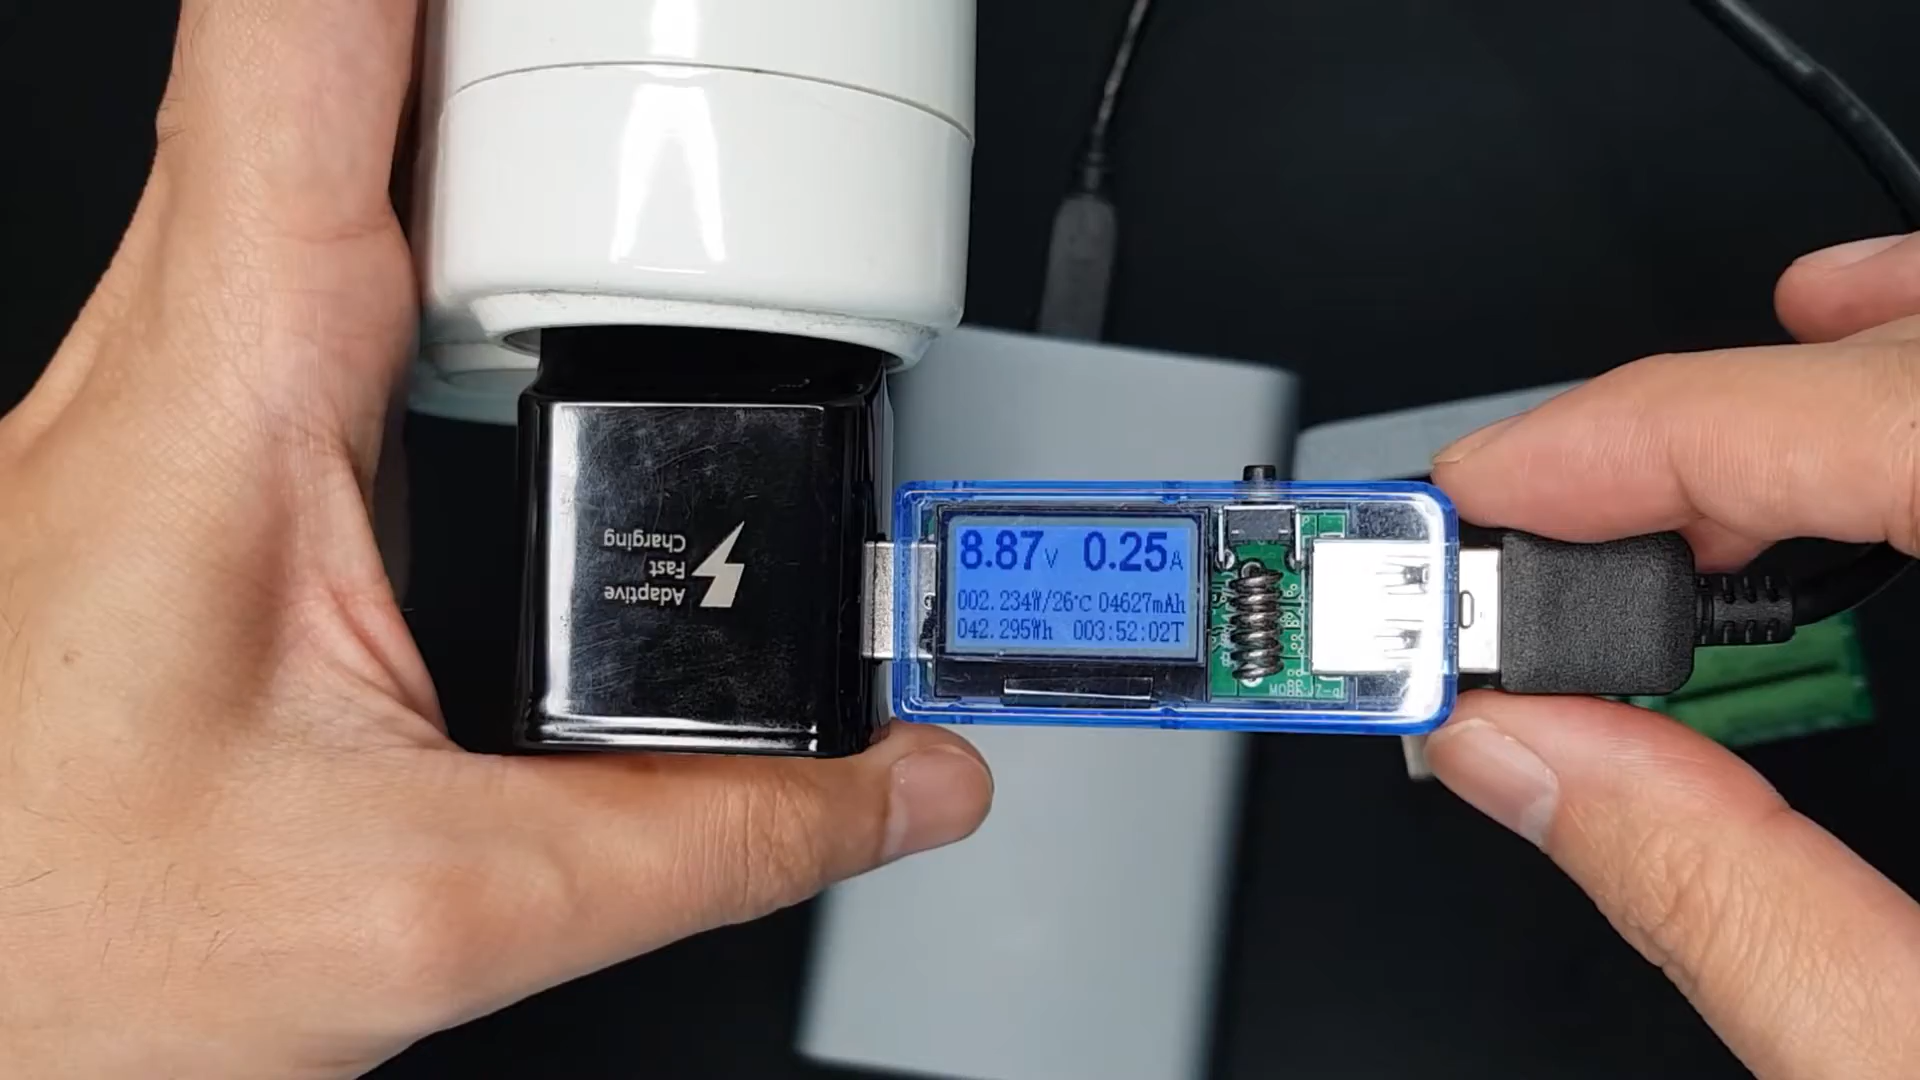 Adaptive
Fast
Charging
8.87V 0.25A
002.234W/26℃ 04627mAh
042.295Wh 003:52:02T